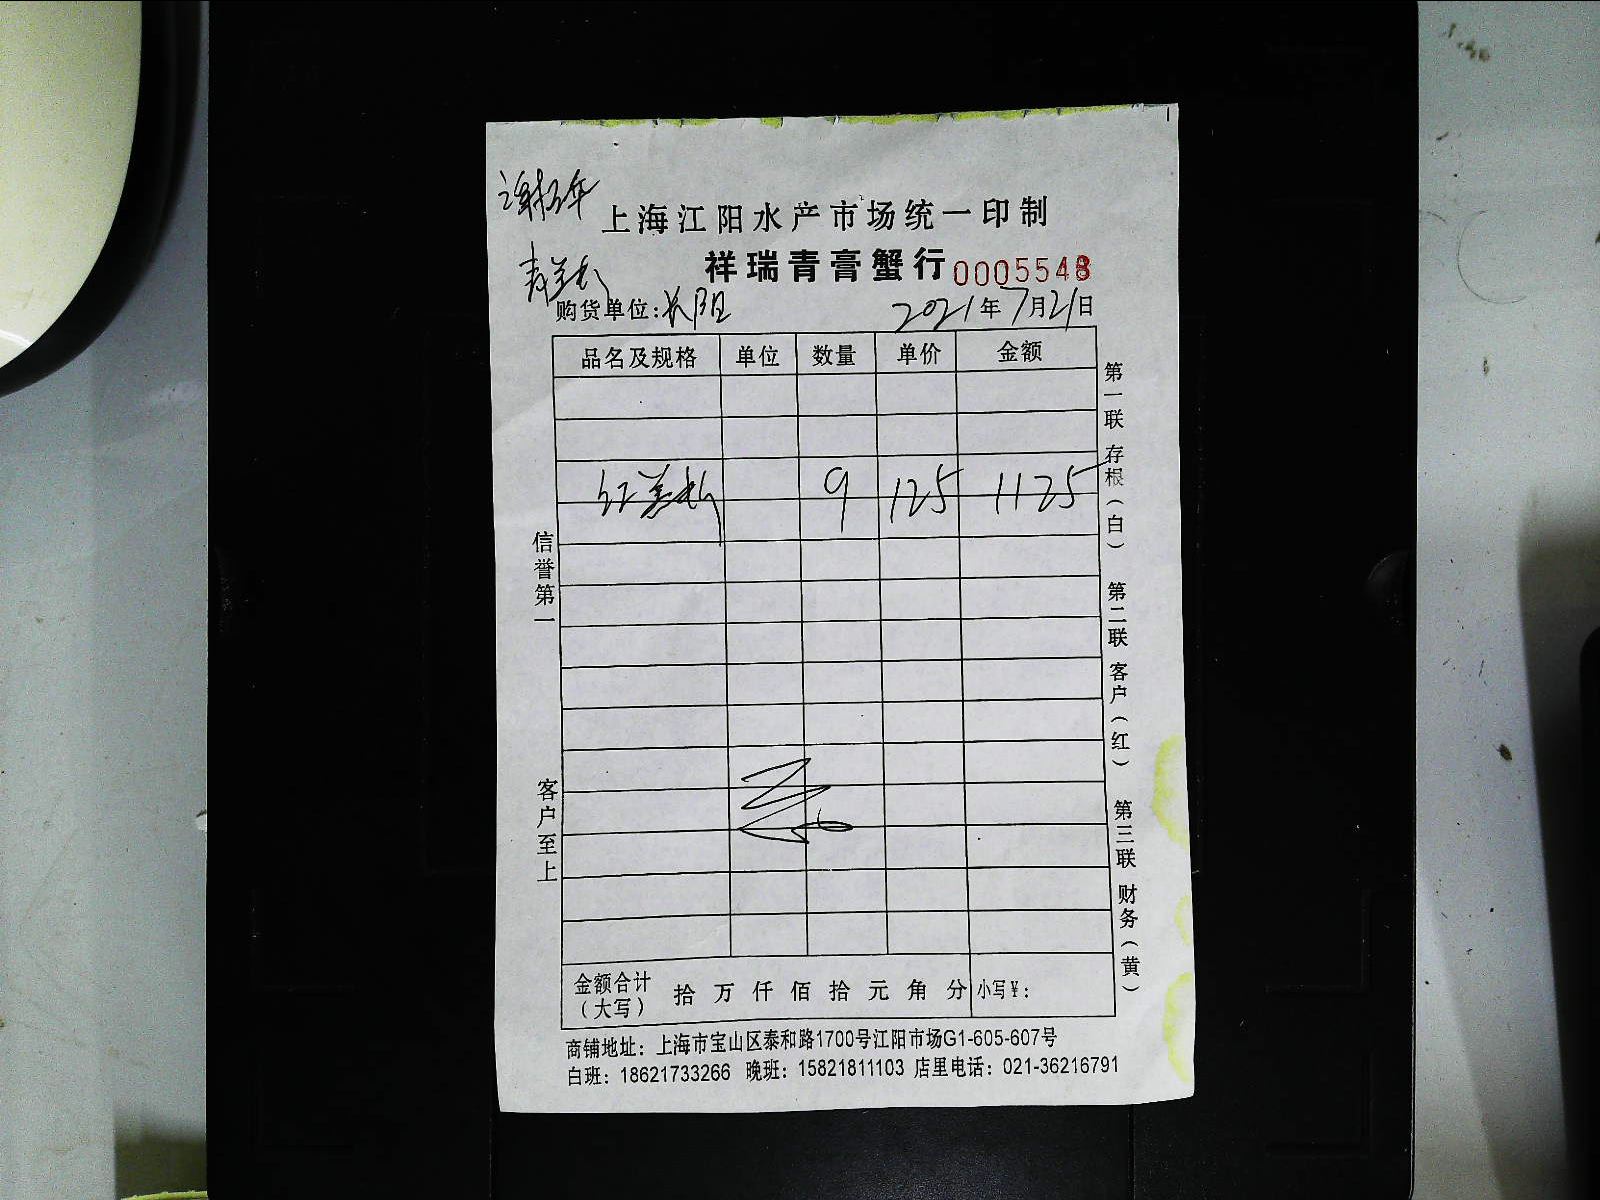 上海江阳水产市场统一印制
祥瑞青膏蟹行 0005548
购货单位:长阳 2021年7月21日
品名及规格 单位 数量 单价 金额
红 9 125 1125
金额合计(大写) 拾 万 仟 佰 拾 元 角 分 小写¥:
商铺地址:上海市宝山区泰和路1700号江阳市场G1-605-607号
白班:18621733266 晚班:15821811103 店里电话:021-36216791
信誉第一
客户至上
第一联 存根(白)
第二联 客户(红)
第三联 财务(黄)